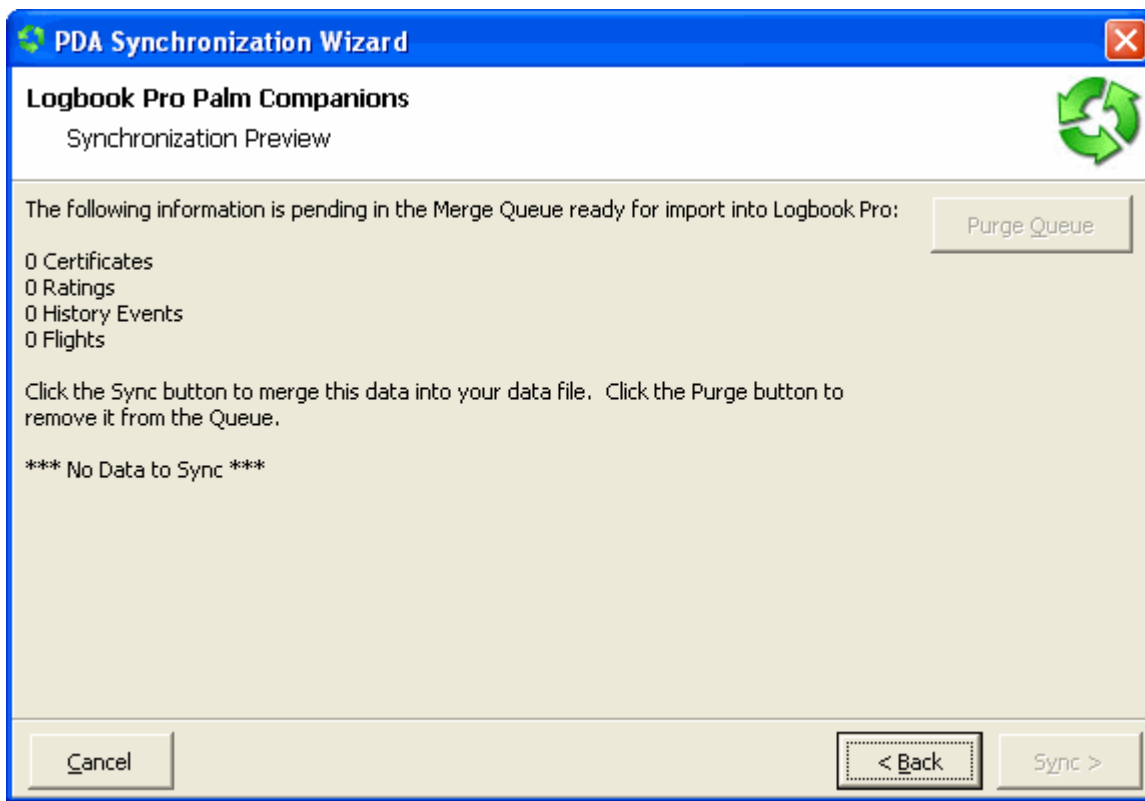 PDA Synchronization Wizard
Logbook Pro Palm Companions
Synchronization Preview
The following information is pending in the Merge Queue ready for import into Logbook Pro:
Purge Queue
0 Certificates
0 Ratings
0 History Events
0 Flights
Click the Sync button to merge this data into your data file.  Click the Purge button to
remove it from the Queue.
*** No Data to Sync ***
Cancel
< Back
Sync >